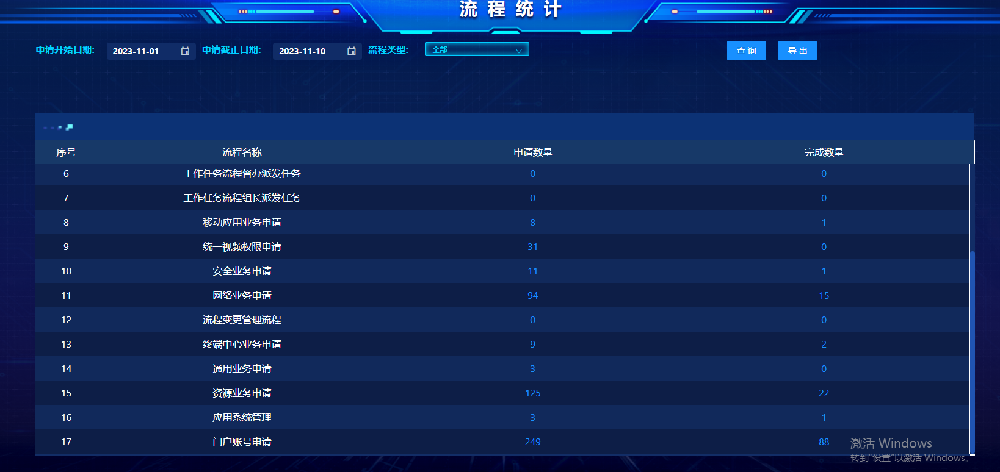 流程统计
申请开始日期: 2023-11-01 申请截止日期: 2023-11-10 流程类型: 全部 查询 导出
序号 流程名称 申请数量 完成数量
6 工作任务流程督办派发任务 0 0
7 工作任务流程组长派发任务 0 0
8 移动应用业务申请 8 1
9 统一视频权限申请 31 0
10 安全业务申请 11 1
11 网络业务申请 94 15
12 流程变更管理流程 0 0
13 终端中心业务申请 9 2
14 通用业务申请 3 0
15 资源业务申请 125 22
16 应用系统管理 3 1
17 门户账号申请 249 88
激活 Windows
转到"设置"以激活 Windows。